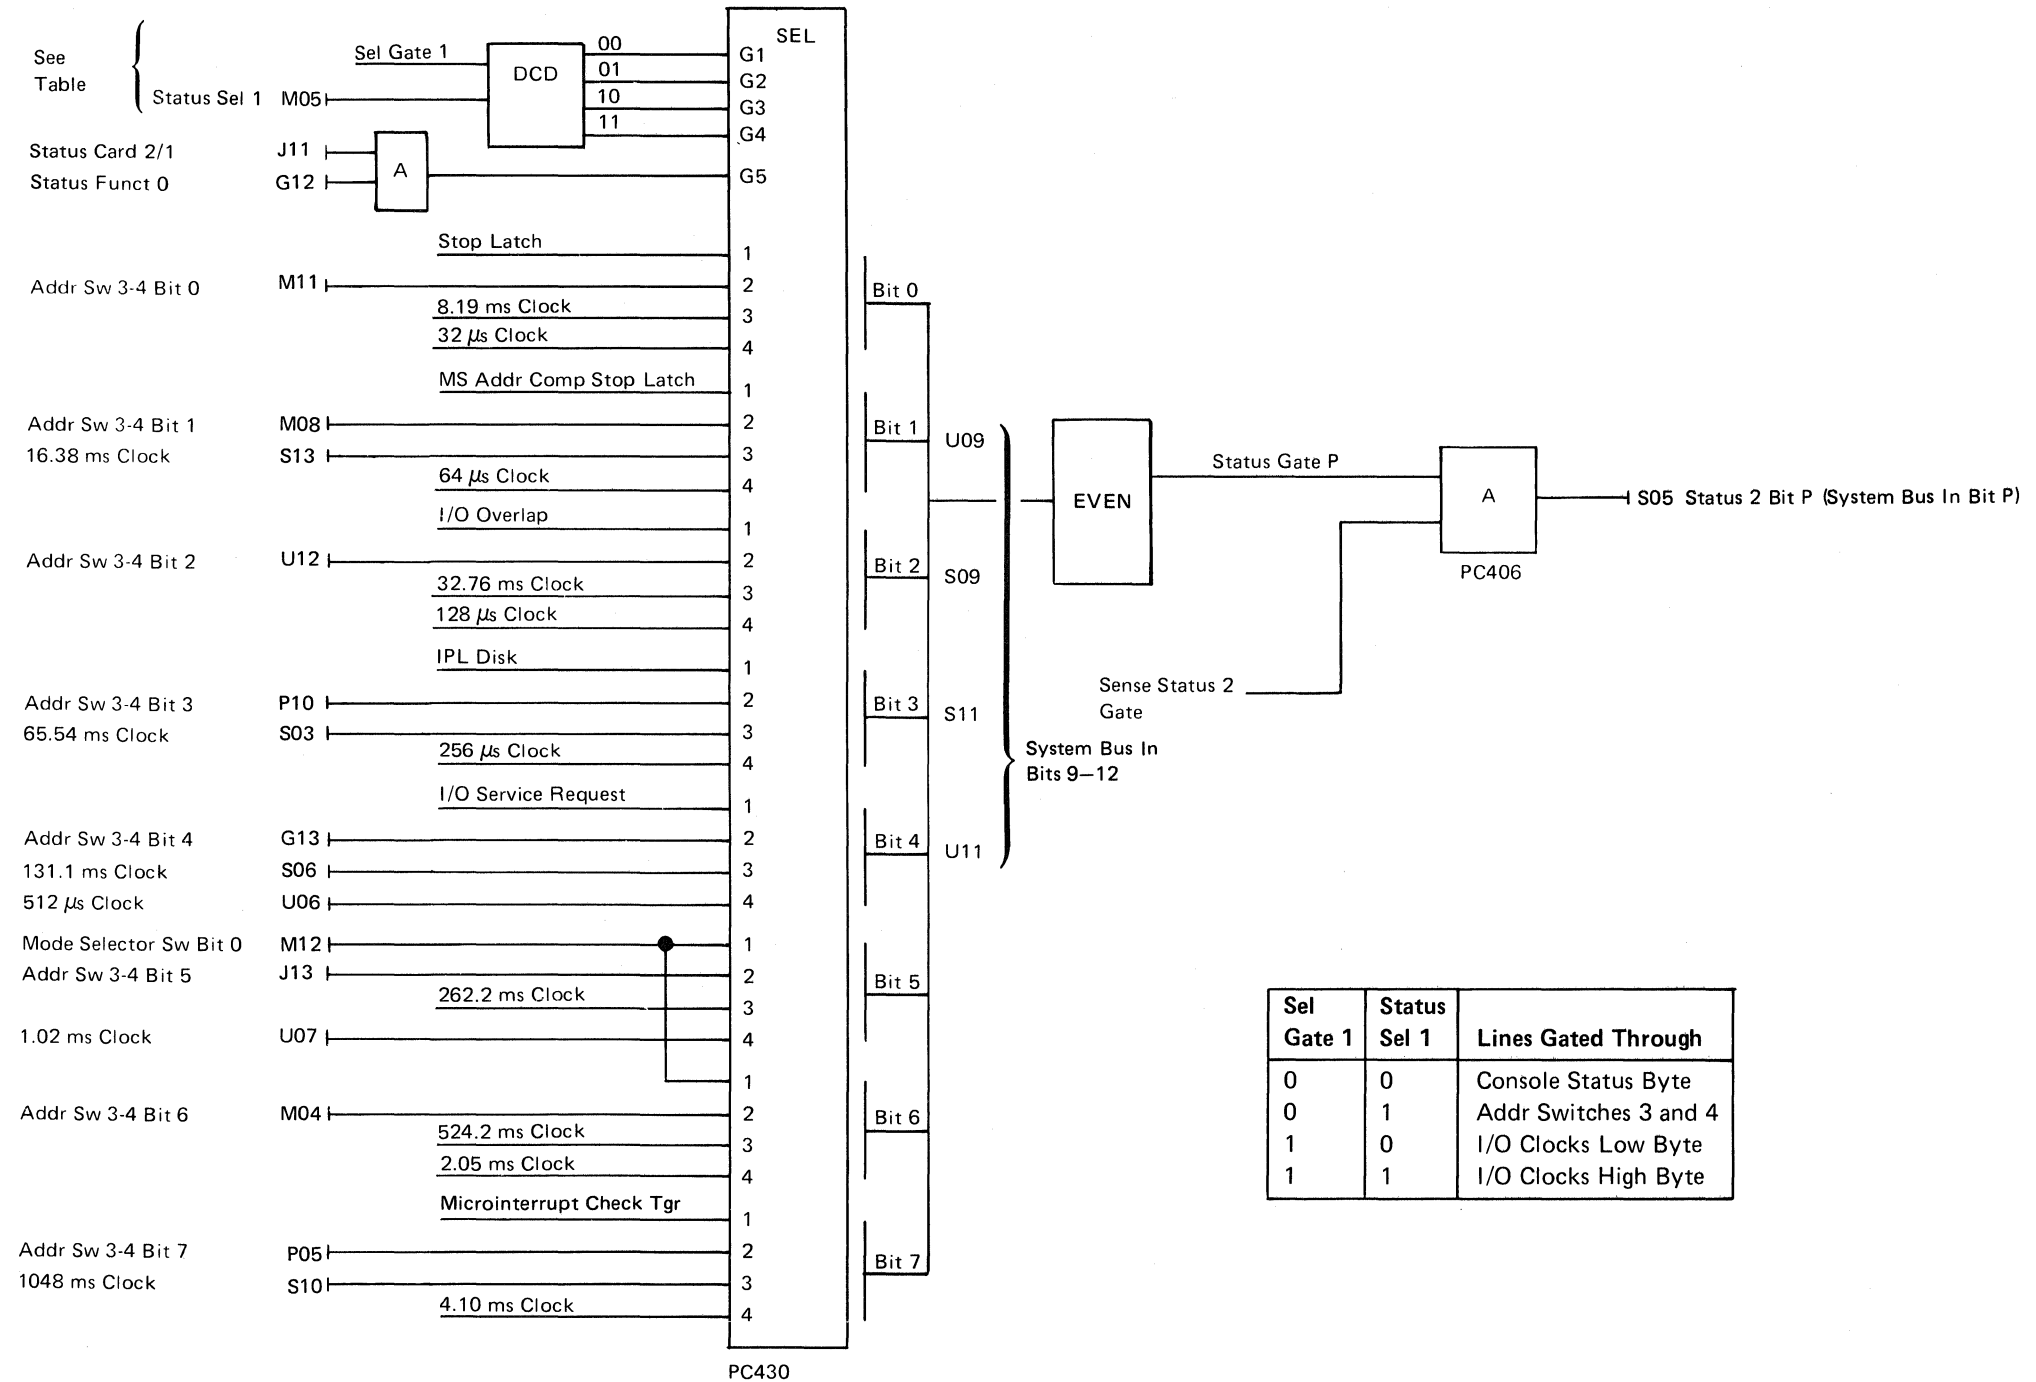 See
Table
Sel Gate 1
Status Sel 1 M05
DCD
00
01
10
11
SEL
G1
G2
G3
G4
G5
Status Card 2/1 J11
Status Funct 0 G12
A
Stop Latch 1
Addr Sw 3-4 Bit 0 M11 2
8.19 ms Clock 3
32 µs Clock 4
Bit 0
MS Addr Comp Stop Latch 1
Addr Sw 3-4 Bit 1 M08 2
16.38 ms Clock S13 3
64 µs Clock 4
Bit 1 U09
I/O Overlap 1
Addr Sw 3-4 Bit 2 U12 2
32.76 ms Clock 3
128 µs Clock 4
Bit 2 S09
IPL Disk 1
Addr Sw 3-4 Bit 3 P10 2
65.54 ms Clock S03 3
256 µs Clock 4
Bit 3 S11
I/O Service Request 1
Addr Sw 3-4 Bit 4 G13 2
131.1 ms Clock S06 3
512 µs Clock U06 4
Bit 4 U11
Mode Selector Sw Bit 0 M12 1
Addr Sw 3-4 Bit 5 J13 2
262.2 ms Clock 3
1.02 ms Clock U07 4
Bit 5
1
Addr Sw 3-4 Bit 6 M04 2
524.2 ms Clock 3
2.05 ms Clock 4
Bit 6
Microinterrupt Check Tgr 1
Addr Sw 3-4 Bit 7 P05 2
1048 ms Clock S10 3
4.10 ms Clock 4
Bit 7
PC430
System Bus In
Bits 9–12
EVEN
Status Gate P
A
PC406
S05 Status 2 Bit P (System Bus In Bit P)
Sense Status 2
Gate
Sel Gate 1 Status Sel 1 Lines Gated Through
0 0 Console Status Byte
0 1 Addr Switches 3 and 4
1 0 I/O Clocks Low Byte
1 1 I/O Clocks High Byte